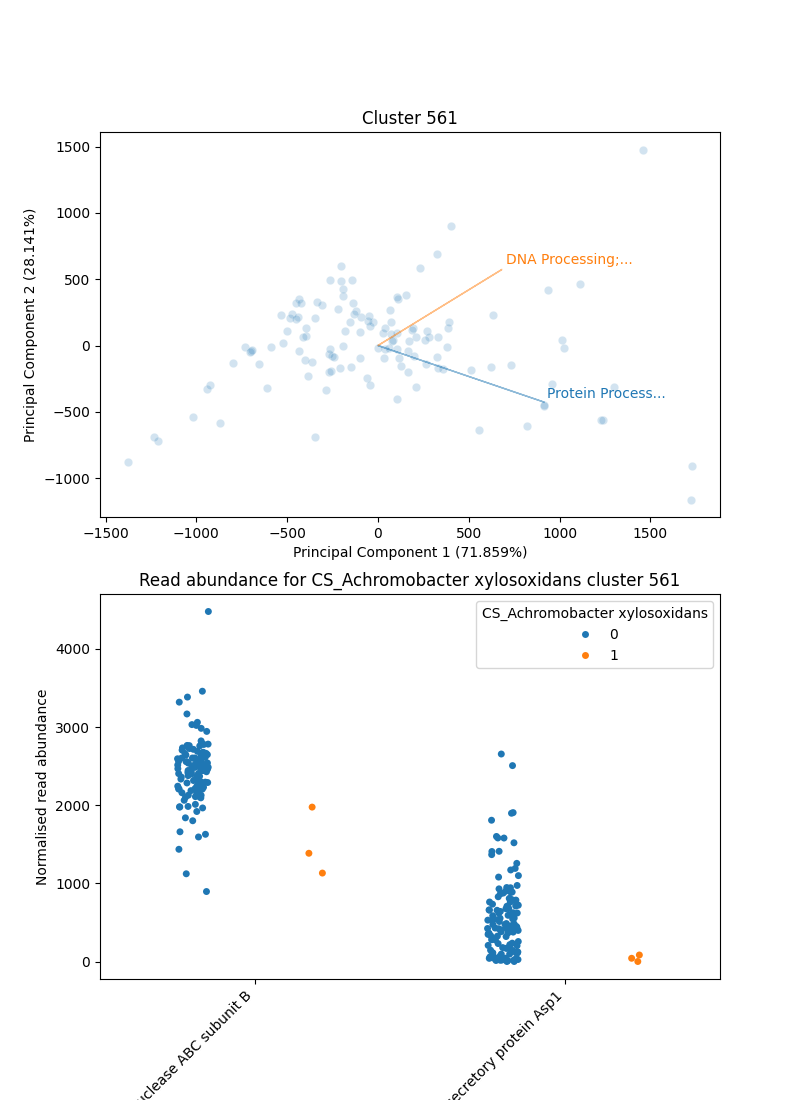 Cluster 561
1500
1000
500
0
−500
−1000
Principal Component 2 (28.141%)
DNA Processing;...
Protein Process...
−1500 −1000 −500 0 500 1000 1500
Principal Component 1 (71.859%)
Read abundance for CS_Achromobacter xylosoxidans cluster 561
4000
3000
2000
1000
0
Normalised read abundance
CS_Achromobacter xylosoxidans
0
1
ABC subunit B
protein Asp1